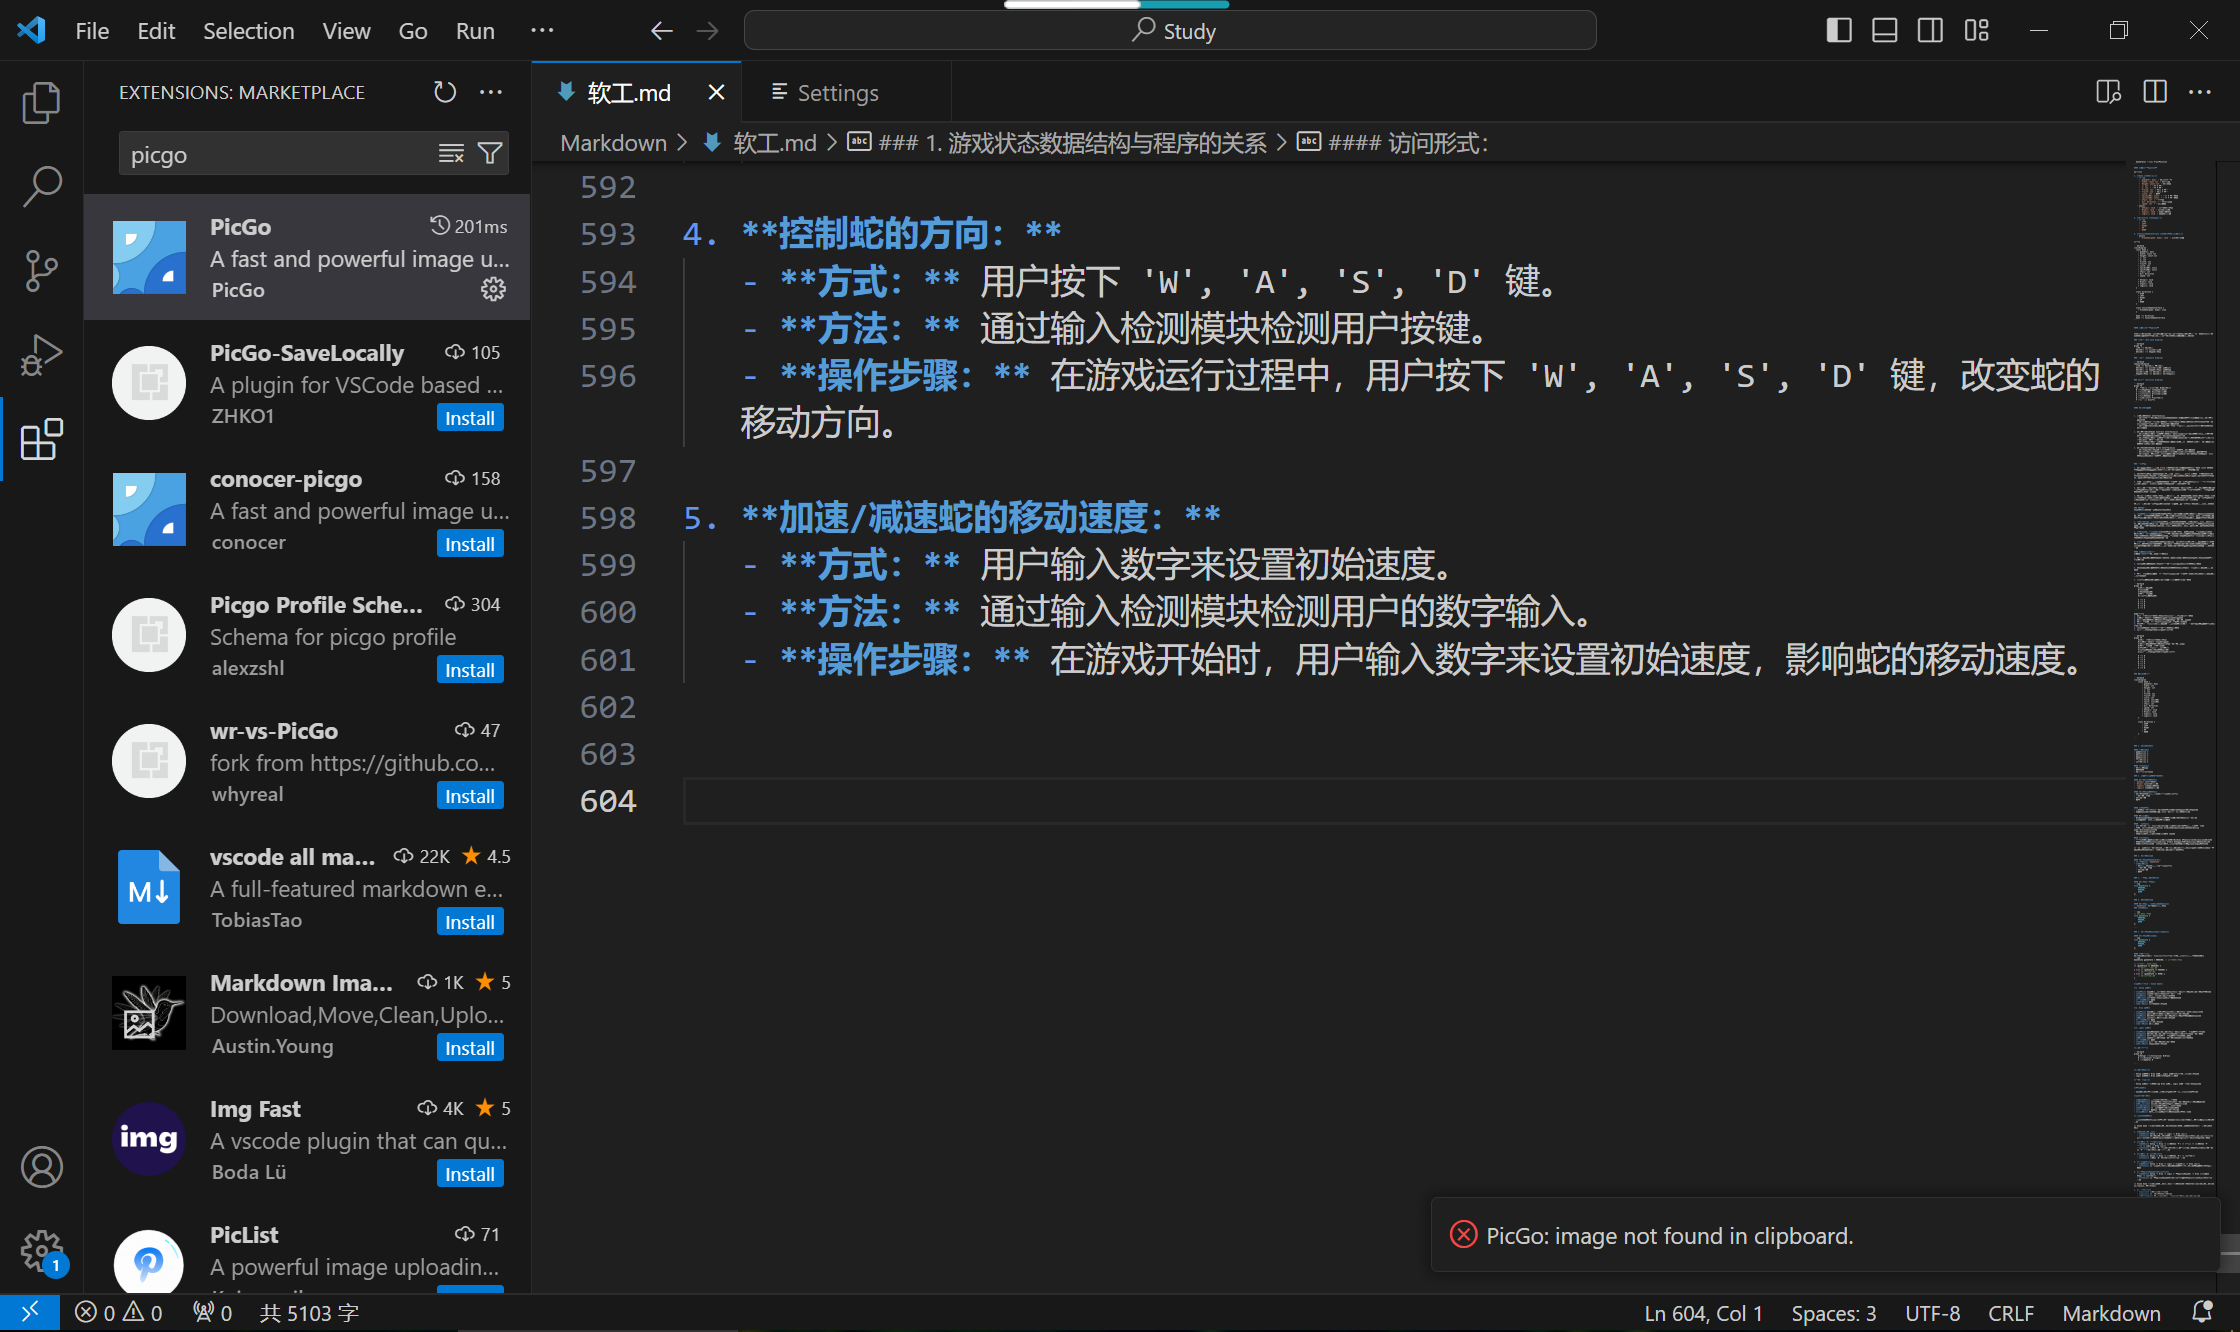 File Edit Selection View Go Run ···
Study
EXTENSIONS: MARKETPLACE
picgo
PicGo 201ms
A fast and powerful image u...
PicGo
PicGo-SaveLocally 105
A plugin for VSCode based ...
ZHKO1 Install
conocer-picgo 158
A fast and powerful image u...
conocer Install
Picgo Profile Sche... 304
Schema for picgo profile
alexzshl Install
wr-vs-PicGo 47
fork from https://github.co...
whyreal Install
vscode all ma... 22K ★ 4.5
M↓
A full-featured markdown e...
TobiasTao Install
Markdown Ima... 1K ★ 5
Download,Move,Clean,Uplo...
Austin.Young Install
Img Fast 4K ★ 5
img
A vscode plugin that can qu...
Boda Lü Install
PicList 71
A powerful image uploadin...
软工.md Settings
Markdown > 软工.md > ### 1. 游戏状态数据结构与程序的关系 > #### 访问形式:
592
593 4. **控制蛇的方向：**
594 - **方式：** 用户按下 'W', 'A', 'S', 'D' 键。
595 - **方法：** 通过输入检测模块检测用户按键。
596 - **操作步骤：** 在游戏运行过程中，用户按下 'W', 'A', 'S', 'D' 键，改变蛇的
移动方向。
597
598 5. **加速/减速蛇的移动速度：**
599 - **方式：** 用户输入数字来设置初始速度。
600 - **方法：** 通过输入检测模块检测用户的数字输入。
601 - **操作步骤：** 在游戏开始时，用户输入数字来设置初始速度，影响蛇的移动速度。
602
603
604
PicGo: image not found in clipboard.
1
0 0 0 共 5103 字
Ln 604, Col 1 Spaces: 3 UTF-8 CRLF Markdown